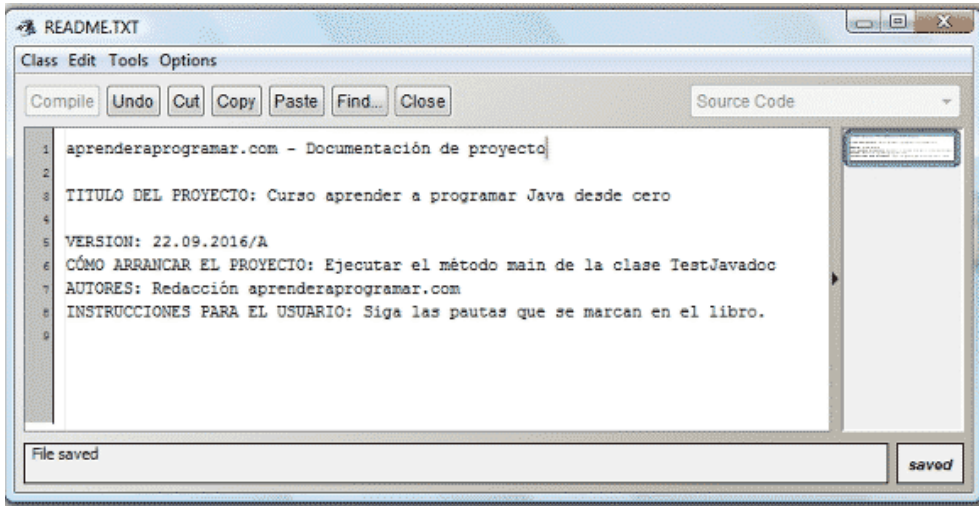 README.TXT
Class Edit Tools Options
Compile Undo Cut Copy Paste Find... Close Source Code
1 aprenderaprogramar.com - Documentación de proyecto
2
3 TITULO DEL PROYECTO: Curso aprender a programar Java desde cero
4
5 VERSION: 22.09.2016/A
6 CÓMO ARRANCAR EL PROYECTO: Ejecutar el método main de la clase TestJavadoc
7 AUTORES: Redacción aprenderaprogramar.com
8 INSTRUCCIONES PARA EL USUARIO: Siga las pautas que se marcan en el libro.
9
File saved
saved